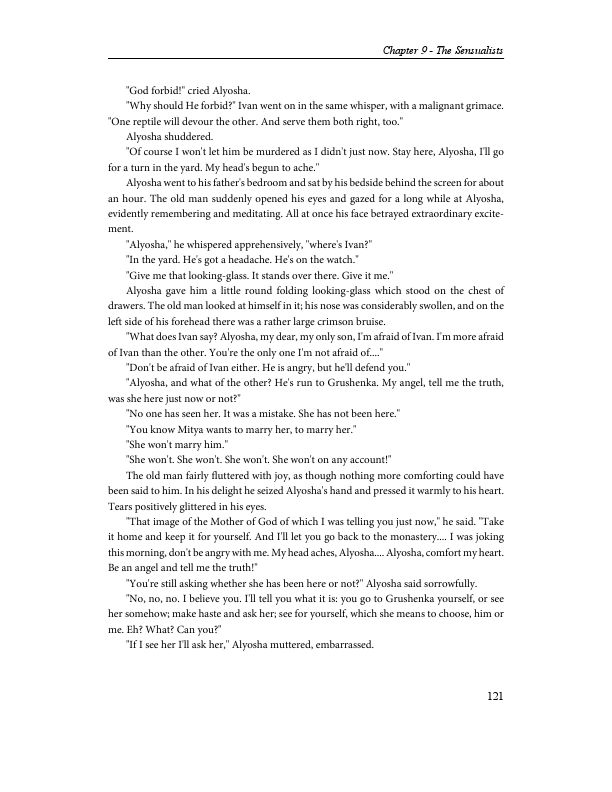 Chapter 9 - The Sensualists
"God forbid!" cried Alyosha.
"Why should He forbid?" Ivan went on in the same whisper, with a malignant grimace.
"One reptile will devour the other. And serve them both right, too."
Alyosha shuddered.
"Of course I won't let him be murdered as I didn't just now. Stay here, Alyosha, I'll go
for a turn in the yard. My head's begun to ache."
Alyosha went to his father's bedroom and sat by his bedside behind the screen for about
an hour. The old man suddenly opened his eyes and gazed for a long while at Alyosha,
evidently remembering and meditating. All at once his face betrayed extraordinary excite-
ment.
"Alyosha," he whispered apprehensively, "where's Ivan?"
"In the yard. He's got a headache. He's on the watch."
"Give me that looking-glass. It stands over there. Give it me."
Alyosha gave him a little round folding looking-glass which stood on the chest of
drawers. The old man looked at himself in it; his nose was considerably swollen, and on the
left side of his forehead there was a rather large crimson bruise.
"What does Ivan say? Alyosha, my dear, my only son, I'm afraid of Ivan. I'm more afraid
of Ivan than the other. You're the only one I'm not afraid of...."
"Don't be afraid of Ivan either. He is angry, but he'll defend you."
"Alyosha, and what of the other? He's run to Grushenka. My angel, tell me the truth,
was she here just now or not?"
"No one has seen her. It was a mistake. She has not been here."
"You know Mitya wants to marry her, to marry her."
"She won't marry him."
"She won't. She won't. She won't. She won't on any account!"
The old man fairly fluttered with joy, as though nothing more comforting could have
been said to him. In his delight he seized Alyosha's hand and pressed it warmly to his heart.
Tears positively glittered in his eyes.
"That image of the Mother of God of which I was telling you just now," he said. "Take
it home and keep it for yourself. And I'll let you go back to the monastery.... I was joking
this morning, don't be angry with me. My head aches, Alyosha.... Alyosha, comfort my heart.
Be an angel and tell me the truth!"
"You're still asking whether she has been here or not?" Alyosha said sorrowfully.
"No, no, no. I believe you. I'll tell you what it is: you go to Grushenka yourself, or see
her somehow; make haste and ask her; see for yourself, which she means to choose, him or
me. Eh? What? Can you?"
"If I see her I'll ask her," Alyosha muttered, embarrassed.
121